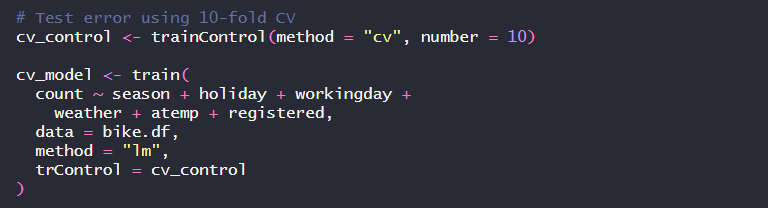 # Test error using 10-fold CV
cv_control <- trainControl(method = "cv", number = 10)
cv_model <- train(
count ~ season + holiday + workingday +
weather + atemp + registered,
data = bike.df,
method = "lm",
trControl = cv_control
)